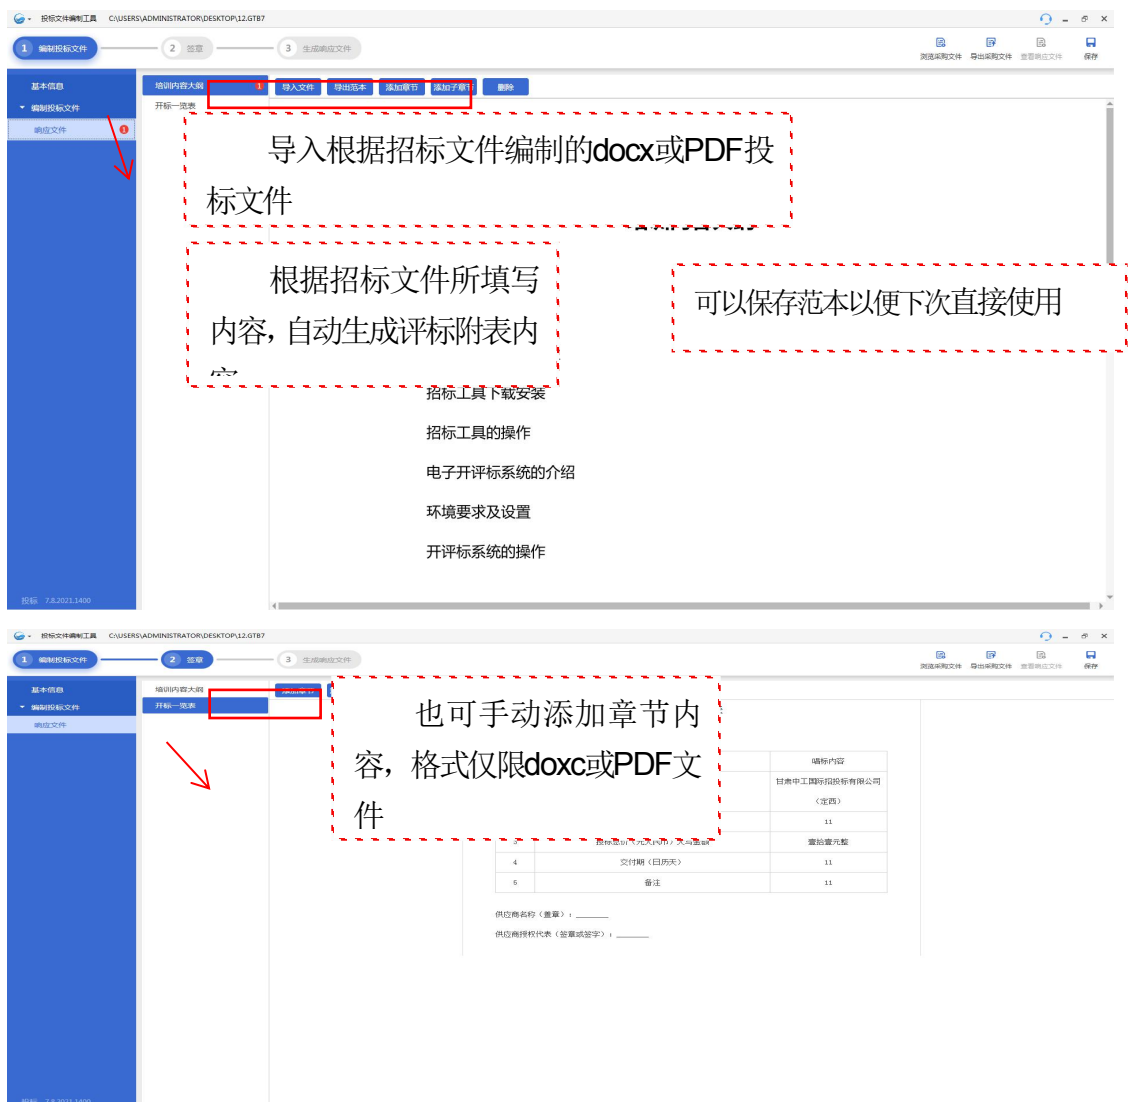 投标文件编制工具 C:\USERS\ADMINISTRATOR\DESKTOP\12.GTB7
1 编制投标文件 2 签章 3 生成响应文件
浏览采购文件 导出采购文件 查看响应文件 保存
基本信息
编制投标文件
响应文件 1
培训内容大纲 1
开标一览表
导入文件 导出范本 添加章节 添加子章节 删除
导入根据招标文件编制的docx或PDF投
标文件
根据招标文件所填写
内容，自动生成评标附表内
可以保存范本以便下次直接使用
招标工具下载安装
招标工具的操作
电子开评标系统的介绍
环境要求及设置
开评标系统的操作
投标 7.8.2021.1400
投标文件编制工具 C:\USERS\ADMINISTRATOR\DESKTOP\12.GTB7
1 编制投标文件 2 签章 3 生成响应文件
浏览采购文件 导出采购文件 查看响应文件 保存
基本信息
编制投标文件
响应文件
培训内容大纲
开标一览表
也可手动添加章节内
容，格式仅限doxc或PDF文
件
唱标内容
甘肃中工国际招投标有限公司
（定西）
11
壹拾壹元整
4 交付期（日历天） 11
5 备注 11
供应商名称（盖章）：______
供应商授权代表（签章或签字）：______